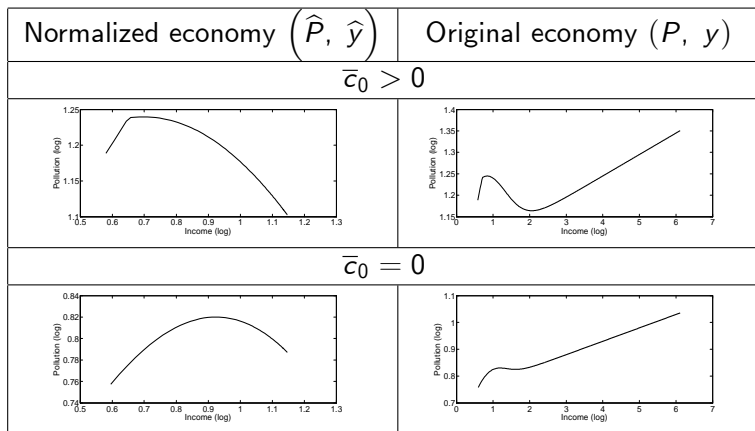 Normalized economy (P̂, ŷ)
Original economy (P, y)
c̄₀ > 0
1.25
1.2
1.15
1.1
Pollution (log)
0.5 0.6 0.7 0.8 0.9 1 1.1 1.2 1.3
Income (log)
1.4
1.35
1.3
1.25
1.2
1.15
Pollution (log)
0 1 2 3 4 5 6 7
Income (log)
c̄₀ = 0
0.84
0.82
0.8
0.78
0.76
0.74
Pollution (log)
0.5 0.6 0.7 0.8 0.9 1 1.1 1.2 1.3
Income (log)
1.1
1
0.9
0.8
0.7
Pollution (log)
0 1 2 3 4 5 6 7
Income (log)